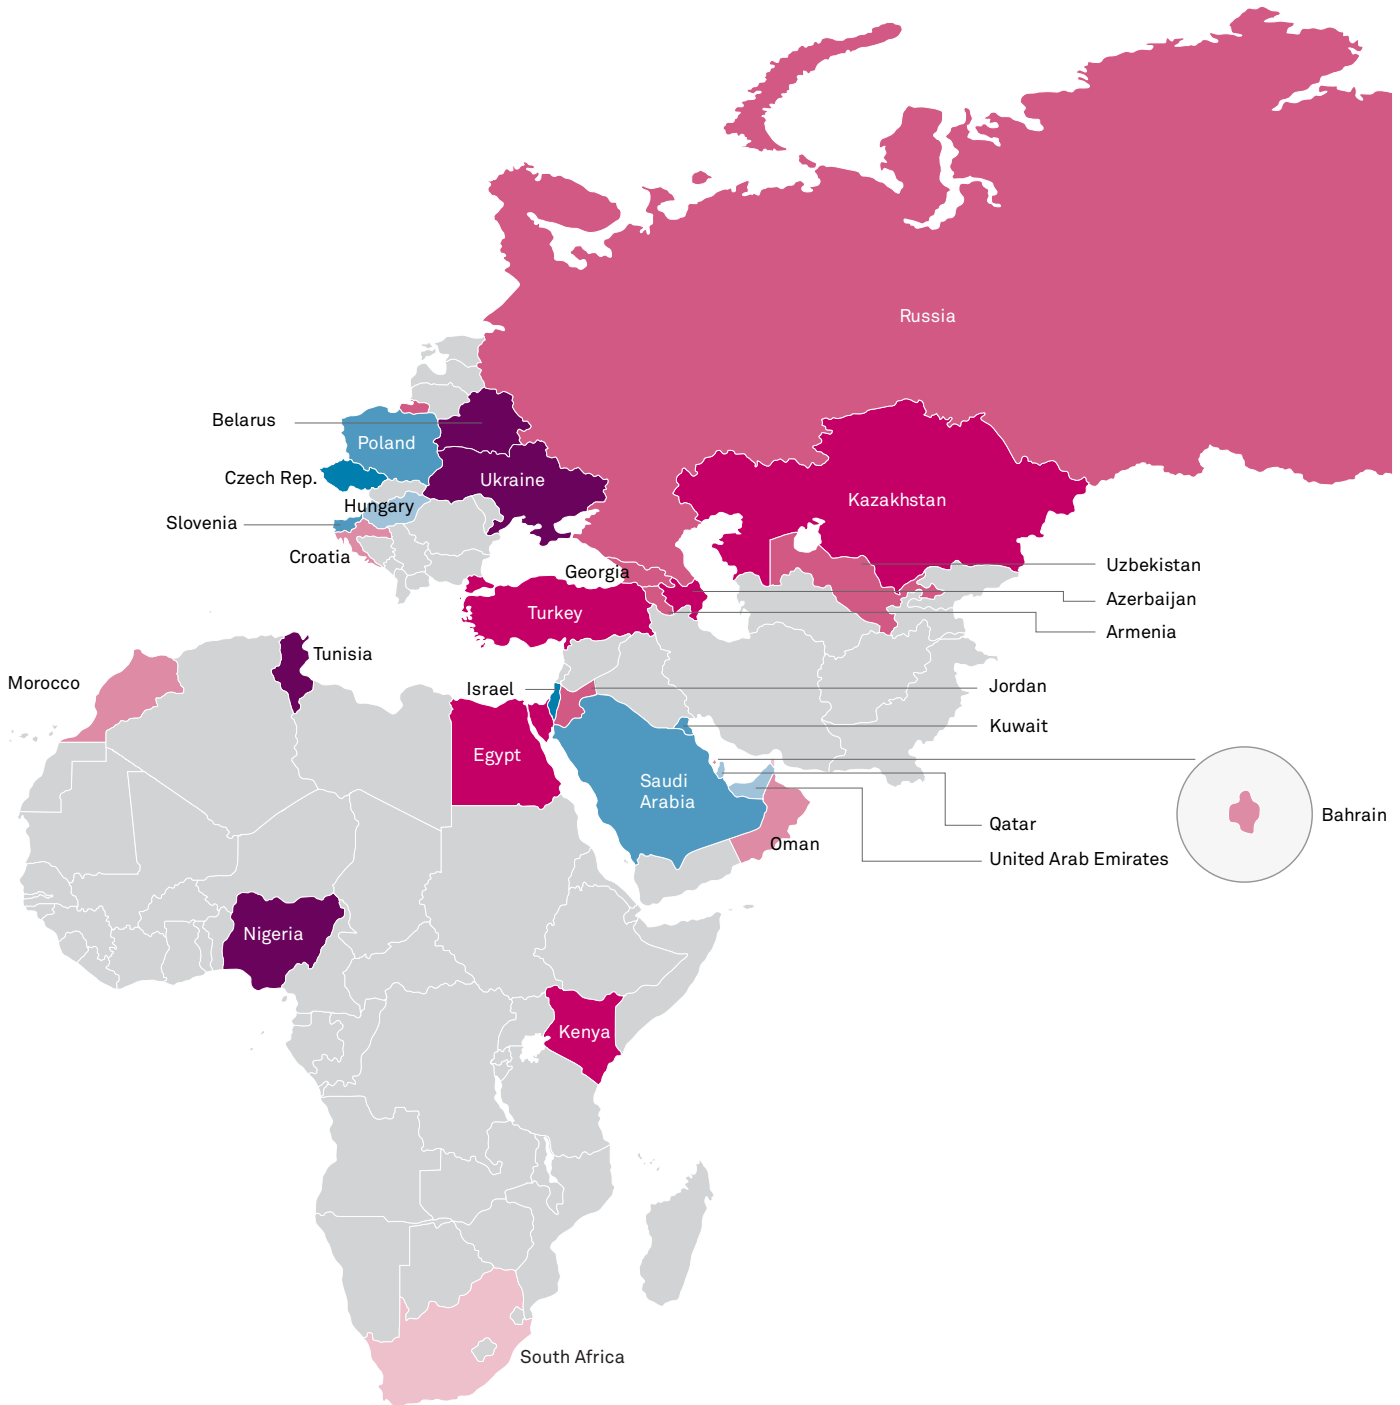 Russia
Belarus
Poland
Czech Rep.
Ukraine
Kazakhstan
Hungary
Slovenia
Croatia
Georgia
Uzbekistan
Azerbaijan
Turkey
Armenia
Tunisia
Morocco
Israel
Jordan
Kuwait
Egypt
Saudi
Arabia
Qatar
Bahrain
Oman
United Arab Emirates
Nigeria
Kenya
South Africa